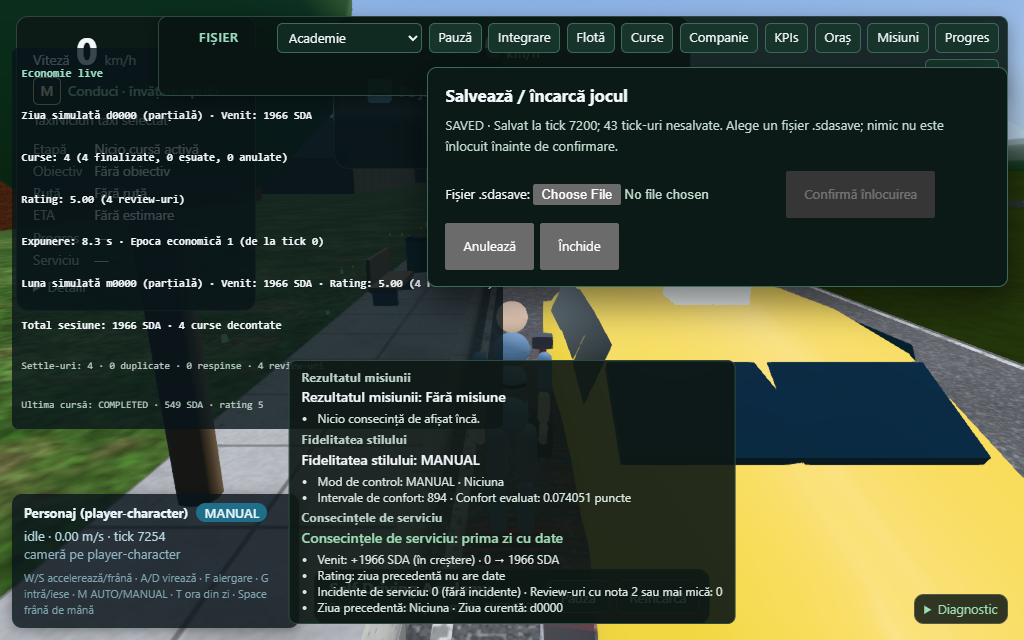 FIȘIER
Academie
Pauză
Integrare
Flotă
Curse
Companie
KPIs
Oraș
Misiuni
Progres
Viteză 0 km/h
Economie live
M Conduci · învăț
Ziua simulată d0000 (parțială) · Venit: 1966 SDA
Etapă Nicio cursă activă
Curse: 4 (4 finalizate, 0 eșuate, 0 anulate)
Obiectiv Fără obiectiv
Rută Fără rută
Rating: 5.00 (4 review-uri)
ETA Fără estimare
Expunere: 8.3 s · Epoca economică 1 (de la tick 0)
Serviciu —
Luna simulată m0000 (parțială) · Venit: 1966 SDA · Rating: 5.00 (4
Total sesiune: 1966 SDA · 4 curse decontate
Settle-uri: 4 · 0 duplicate · 0 respinse · 4
Ultima cursă: COMPLETED · 549 SDA · rating 5
Salvează / încarcă jocul
SAVED · Salvat la tick 7200; 43 tick-uri nesalvate. Alege un fișier .sdasave; nimic nu este
înlocuit înainte de confirmare.
Fișier .sdasave: Choose File No file chosen
Confirmă înlocuirea
Anulează
Închide
Rezultatul misiunii
Rezultatul misiunii: Fără misiune
• Nicio consecință de afișat încă.
Fidelitatea stilului
Fidelitatea stilului: MANUAL
• Mod de control: MANUAL · Niciuna
• Intervale de confort: 894 · Confort evaluat: 0.074051 puncte
Consecințele de serviciu
Consecințele de serviciu: prima zi cu date
• Venit: +1966 SDA (în creștere) · 0 → 1966 SDA
• Rating: ziua precedentă nu are date
• Incidente de serviciu: 0 (fără incidente) · Review-uri cu nota 2 sau mai mică: 0
• Ziua precedentă: Niciuna · Ziua curentă: d0000
Personaj (player-character) MANUAL
idle · 0.00 m/s · tick 7254
cameră pe player-character
W/S accelerează/frână · A/D virează · F alergare · G
intră/iese · M AUTO/MANUAL · T ora din zi · Space
frână de mână
▶ Diagnostic